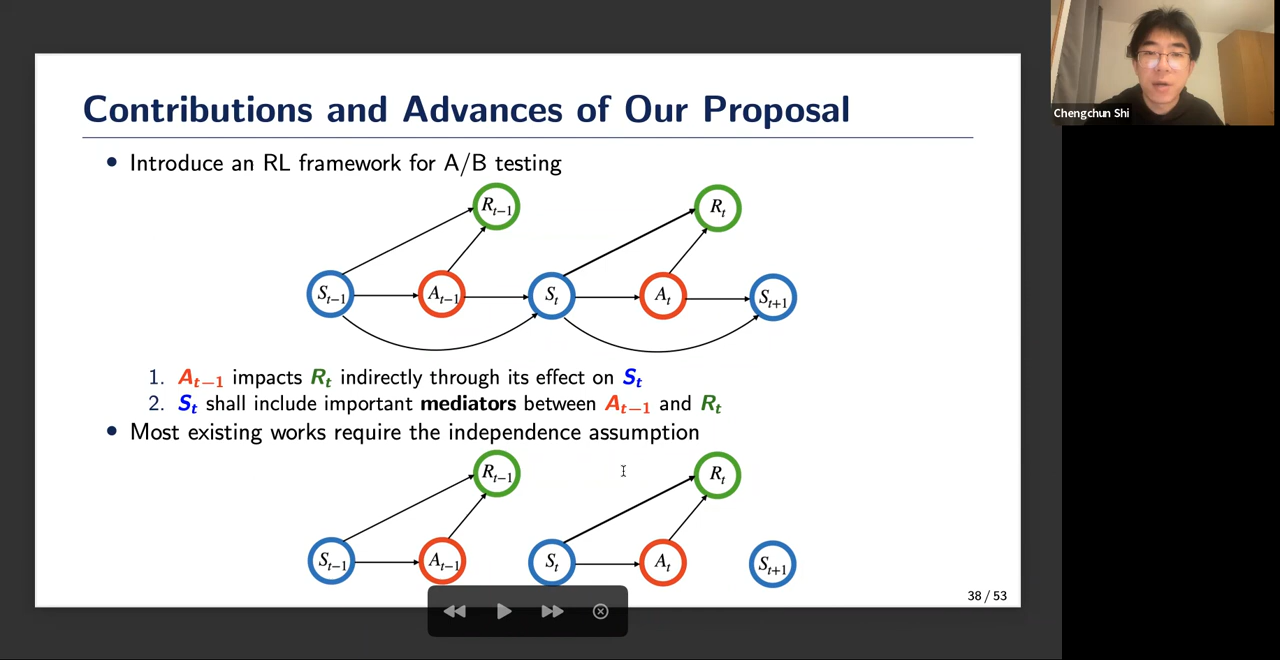 Contributions and Advances of Our Proposal
• Introduce an RL framework for A/B testing
R_{t−1}
R_t
S_{t−1}
A_{t−1}
S_t
A_t
S_{t+1}
1. A_{t−1} impacts R_t indirectly through its effect on S_t
2. S_t shall include important mediators between A_{t−1} and R_t
• Most existing works require the independence assumption
R_{t−1}
R_t
S_{t−1}
A_{t−1}
S_t
A_t
S_{t+1}
38 / 53
Chengchun Shi